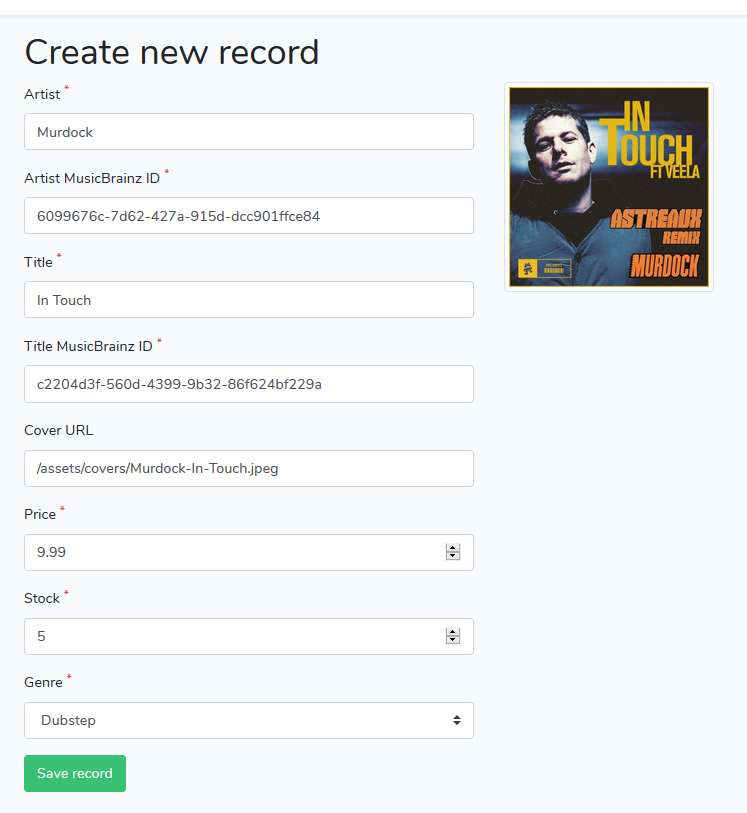 Create new record
Artist *
Murdock
Artist MusicBrainz ID *
6099676c-7d62-427a-915d-dcc901ffce84
Title *
In Touch
Title MusicBrainz ID *
c2204d3f-560d-4399-9b32-86f624bf229a
Cover URL
/assets/covers/Murdock-In-Touch.jpeg
Price *
9.99
Stock *
5
Genre *
Dubstep
Save record
IN
TOUCH
FT VEELA
ASTREAUX
REMIX
MURDOCK